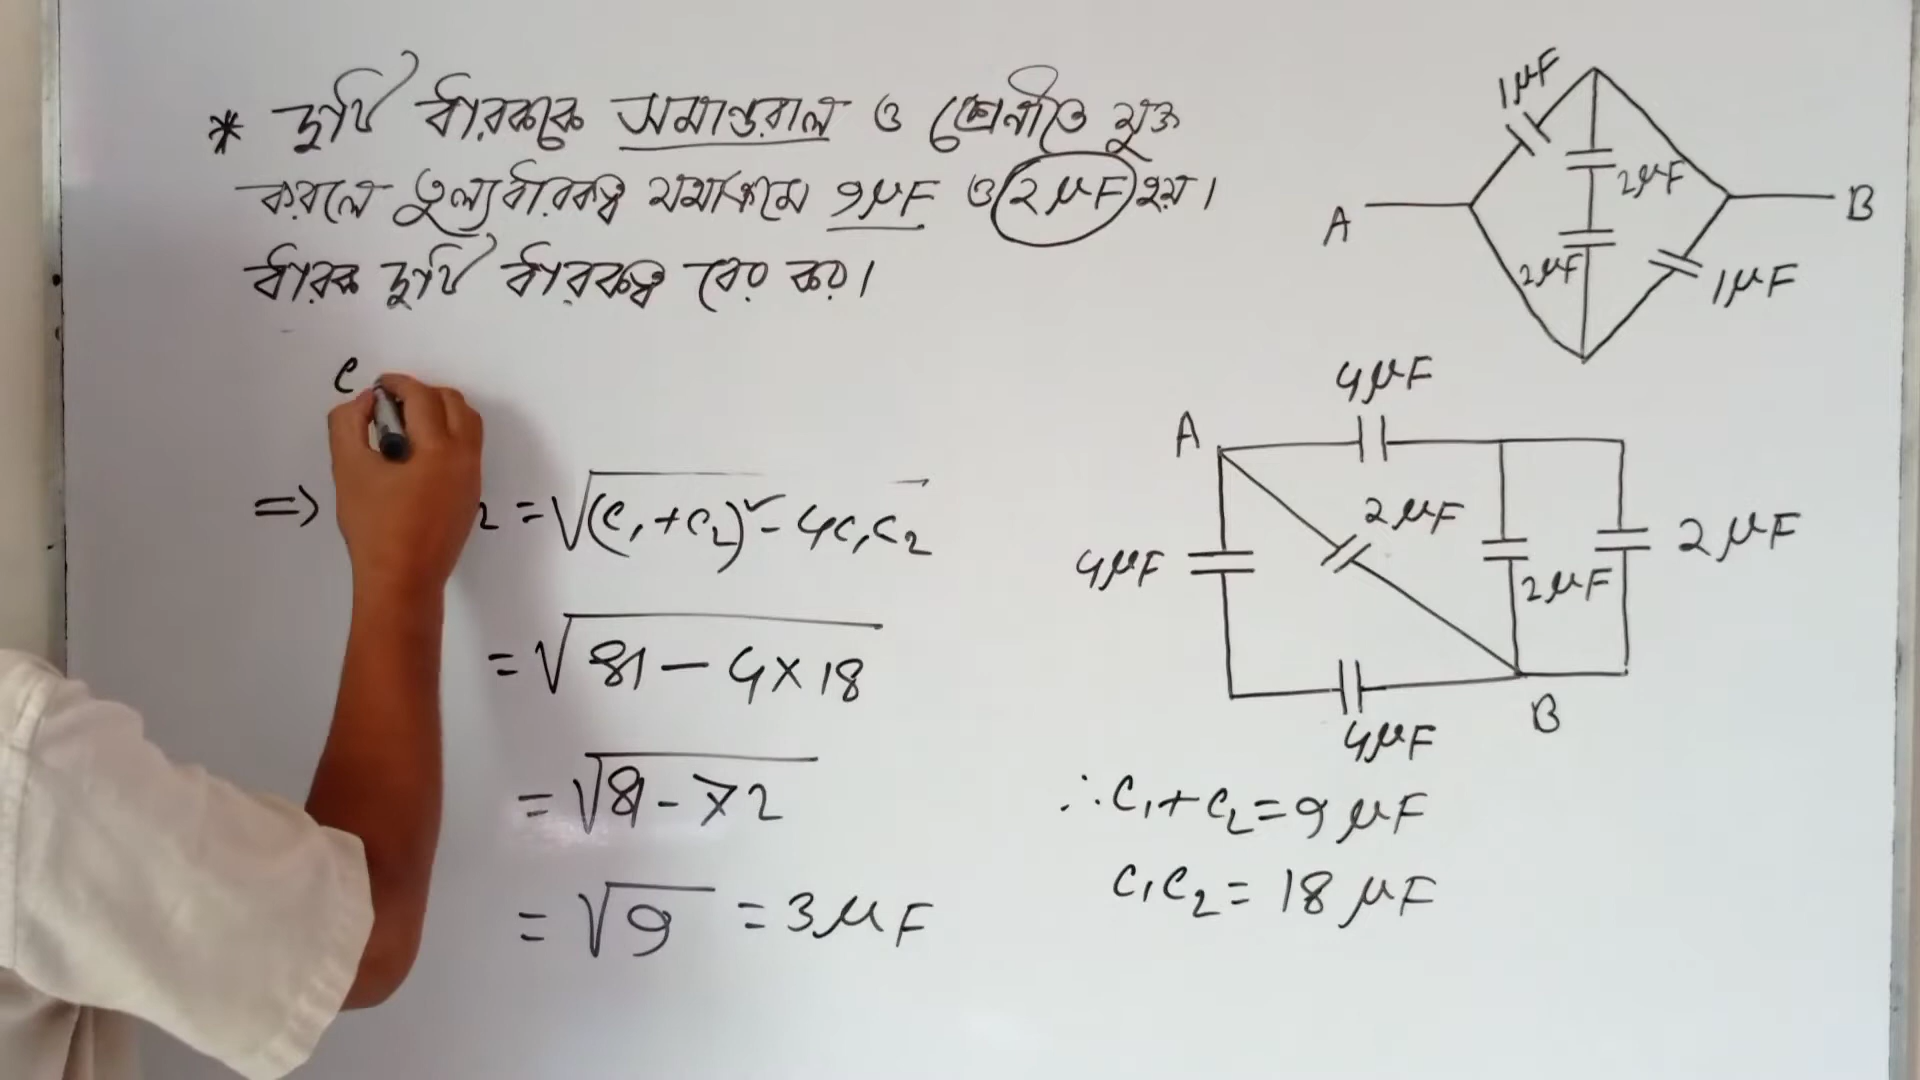 * দুটি ধারককে সমান্তরাল ও শ্রেণীতে যুক্ত
করলে তুল্যধারকত্ব যথাক্রমে 9μF ও 2μF হয়।
ধারক দুটি ধারকত্ব বের কর।
C
=> 2 = √(C₁+C₂)² - 4C₁C₂
= √81 - 4×18
= √81 - 72
= √9 = 3μF
1μF
2μF
A
B
2μF
1μF
4μF
A
2μF
2μF
4μF
2μF
B
4μF
∴ C₁+C₂ = 9μF
C₁C₂ = 18μF